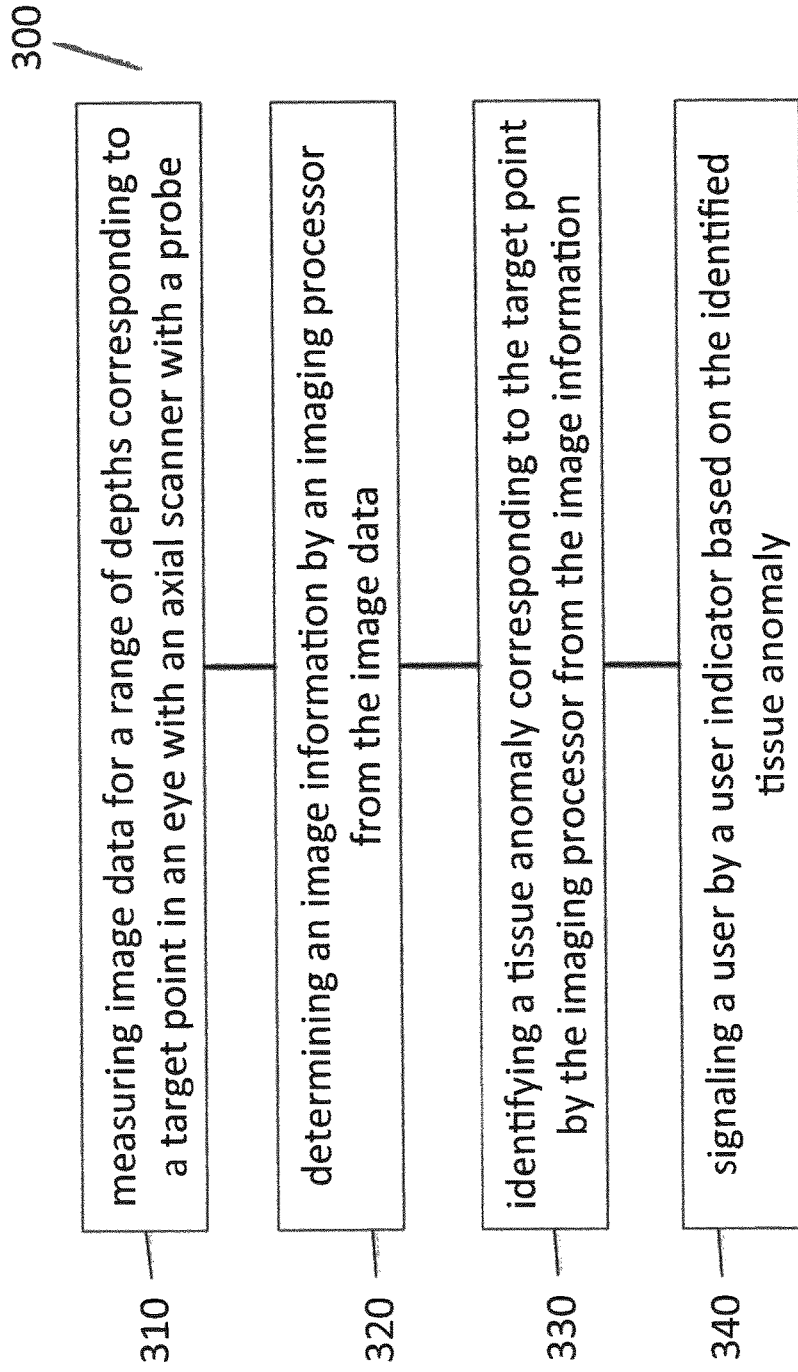 300
310
measuring image data for a range of depths corresponding to
a target point in an eye with an axial scanner with a probe
320
determining an image information by an imaging processor
from the image data
330
identifying a tissue anomaly corresponding to the target point
by the imaging processor from the image information
340
signaling a user by a user indicator based on the identified
tissue anomaly